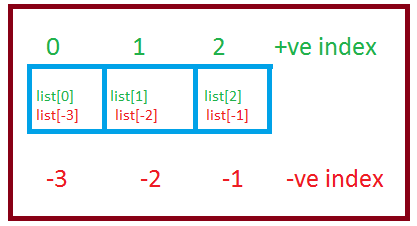 0 1 2 +ve index
list[0] list[1] list[2]
list[-3] list[-2] list[-1]
-3 -2 -1 -ve index